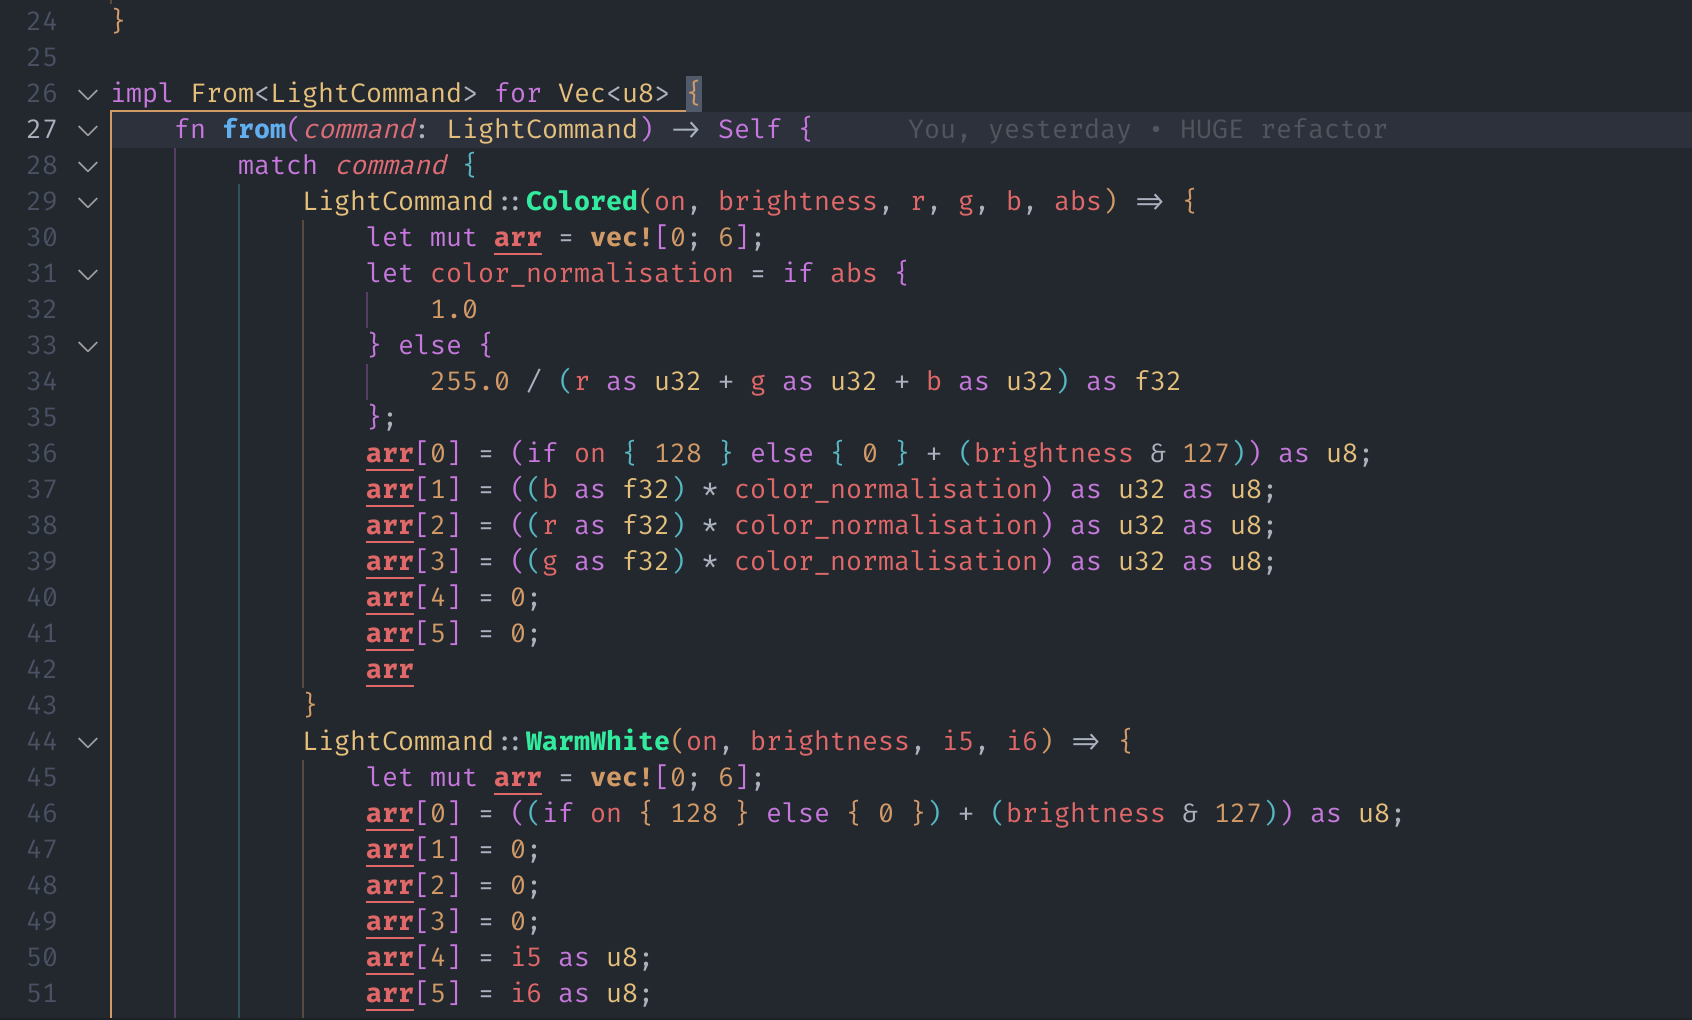 24 }
25
26 impl From<LightCommand> for Vec<u8> {
27 fn from(command: LightCommand) -> Self { You, yesterday • HUGE refactor
28 match command {
29 LightCommand::Colored(on, brightness, r, g, b, abs) => {
30 let mut arr = vec![0; 6];
31 let color_normalisation = if abs {
32 1.0
33 } else {
34 255.0 / (r as u32 + g as u32 + b as u32) as f32
35 };
36 arr[0] = (if on { 128 } else { 0 } + (brightness & 127)) as u8;
37 arr[1] = ((b as f32) * color_normalisation) as u32 as u8;
38 arr[2] = ((r as f32) * color_normalisation) as u32 as u8;
39 arr[3] = ((g as f32) * color_normalisation) as u32 as u8;
40 arr[4] = 0;
41 arr[5] = 0;
42 arr
43 }
44 LightCommand::WarmWhite(on, brightness, i5, i6) => {
45 let mut arr = vec![0; 6];
46 arr[0] = ((if on { 128 } else { 0 }) + (brightness & 127)) as u8;
47 arr[1] = 0;
48 arr[2] = 0;
49 arr[3] = 0;
50 arr[4] = i5 as u8;
51 arr[5] = i6 as u8;